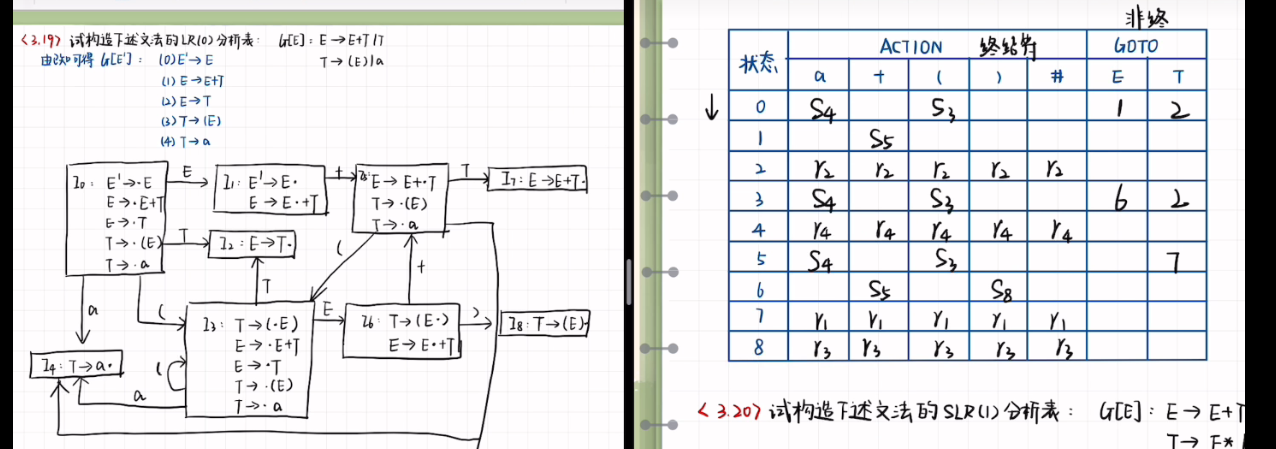 <3.19> 试构造下述文法的LR(0)分析表: G[E]: E→E+T|T
T→(E)|a
由已知可得 G[E']: (0) E'→E
(1) E→E+T
(2) E→T
(3) T→(E)
(4) T→a
I0: E'→·E
E→·E+T
E→·T
T→·(E)
T→·a
E
I1: E'→E·
E→E·+T
+
I5: E→E+·T
T→·(E)
T→·a
T
I7: E→E+T·
T
I2: E→T·
a
(
T
(
+
I3: T→(·E)
E→·E+T
E→·T
T→·(E)
T→·a
E
I6: T→(E·)
E→E·+T
)
I8: T→(E)·
I4: T→a·
(
a
非终
状态 ACTION 终结符 GOTO
a + ( ) # E T
↓ 0 S4 S3 1 2
1 S5
2 r2 r2 r2 r2 r2
3 S4 S3 6 2
4 r4 r4 r4 r4 r4
5 S4 S3 7
6 S5 S8
7 r1 r1 r1 r1 r1
8 r3 r3 r3 r3 r3
<3.20> 试构造下述文法的SLR(1)分析表: G[E]: E→E+T